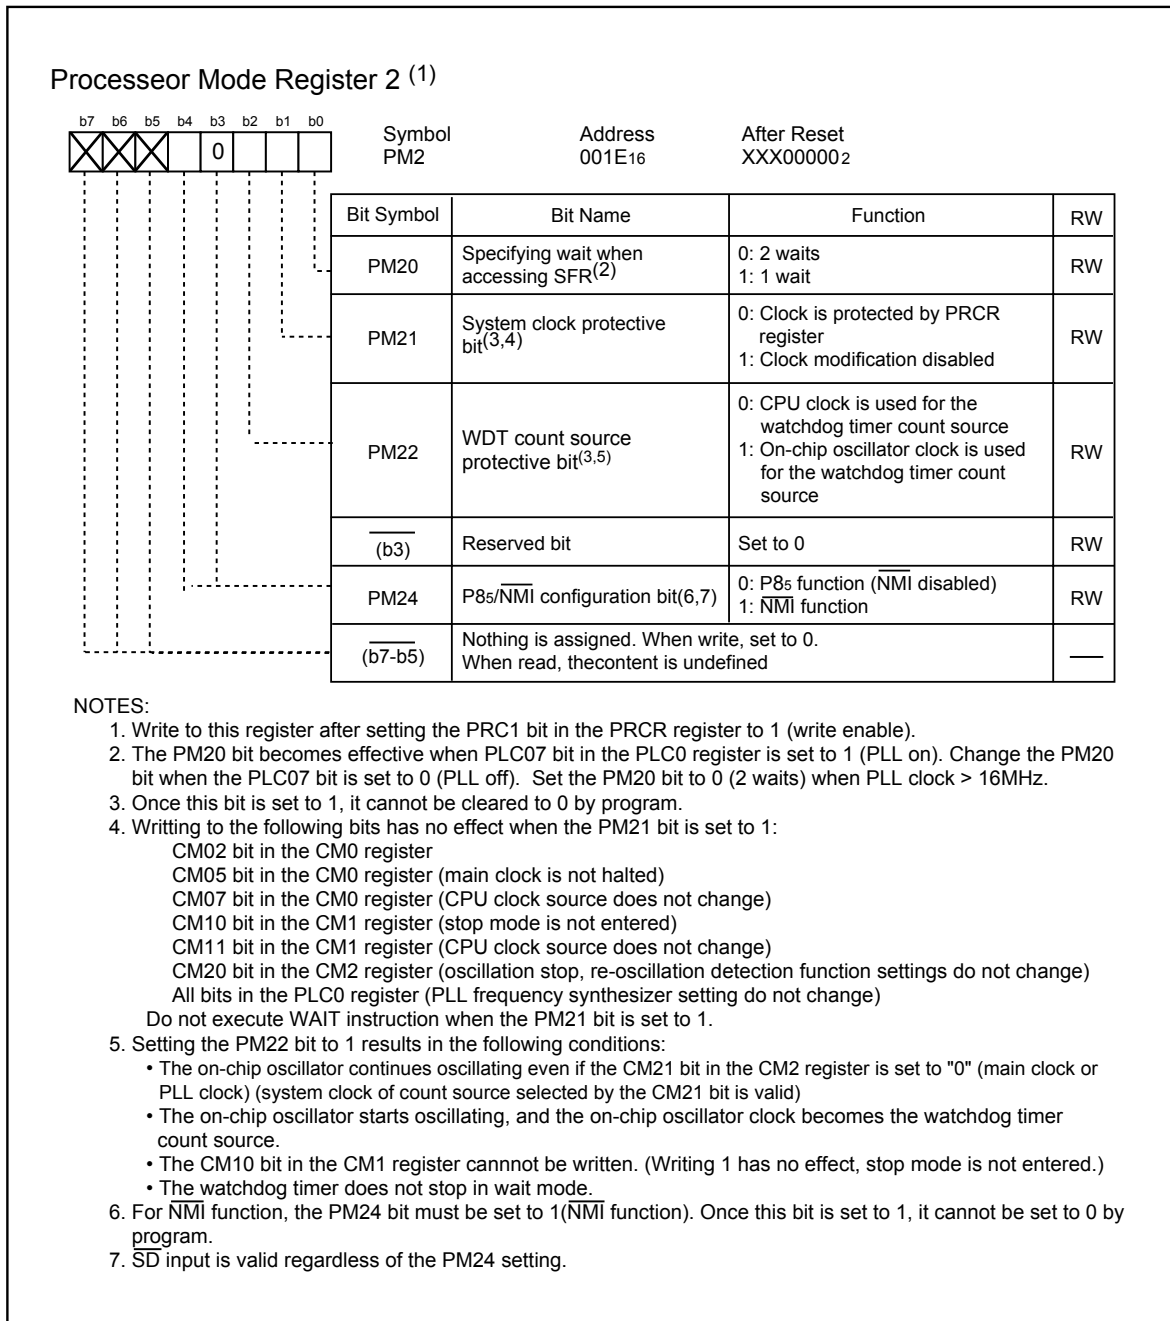 Processeor Mode Register 2 (1)
b7 b6 b5 b4 b3 b2 b1 b0
0
Symbol Address After Reset
PM2 001E16 XXX000002
Bit Symbol Bit Name Function RW
PM20 Specifying wait when accessing SFR(2) 0: 2 waits RW
1: 1 wait
PM21 System clock protective bit(3,4) 0: Clock is protected by PRCR register RW
1: Clock modification disabled
PM22 WDT count source protective bit(3,5) 0: CPU clock is used for the watchdog timer count source RW
1: On-chip oscillator clock is used for the watchdog timer count source
(b3) Reserved bit Set to 0 RW
PM24 P85/NMI configuration bit(6,7) 0: P85 function (NMI disabled) RW
1: NMI function
(b7-b5) Nothing is assigned. When write, set to 0.
When read, thecontent is undefined
NOTES:
1. Write to this register after setting the PRC1 bit in the PRCR register to 1 (write enable).
2. The PM20 bit becomes effective when PLC07 bit in the PLC0 register is set to 1 (PLL on). Change the PM20
bit when the PLC07 bit is set to 0 (PLL off). Set the PM20 bit to 0 (2 waits) when PLL clock > 16MHz.
3. Once this bit is set to 1, it cannot be cleared to 0 by program.
4. Writting to the following bits has no effect when the PM21 bit is set to 1:
CM02 bit in the CM0 register
CM05 bit in the CM0 register (main clock is not halted)
CM07 bit in the CM0 register (CPU clock source does not change)
CM10 bit in the CM1 register (stop mode is not entered)
CM11 bit in the CM1 register (CPU clock source does not change)
CM20 bit in the CM2 register (oscillation stop, re-oscillation detection function settings do not change)
All bits in the PLC0 register (PLL frequency synthesizer setting do not change)
Do not execute WAIT instruction when the PM21 bit is set to 1.
5. Setting the PM22 bit to 1 results in the following conditions:
• The on-chip oscillator continues oscillating even if the CM21 bit in the CM2 register is set to "0" (main clock or
PLL clock) (system clock of count source selected by the CM21 bit is valid)
• The on-chip oscillator starts oscillating, and the on-chip oscillator clock becomes the watchdog timer
count source.
• The CM10 bit in the CM1 register cannnot be written. (Writing 1 has no effect, stop mode is not entered.)
• The watchdog timer does not stop in wait mode.
6. For NMI function, the PM24 bit must be set to 1(NMI function). Once this bit is set to 1, it cannot be set to 0 by
program.
7. SD input is valid regardless of the PM24 setting.